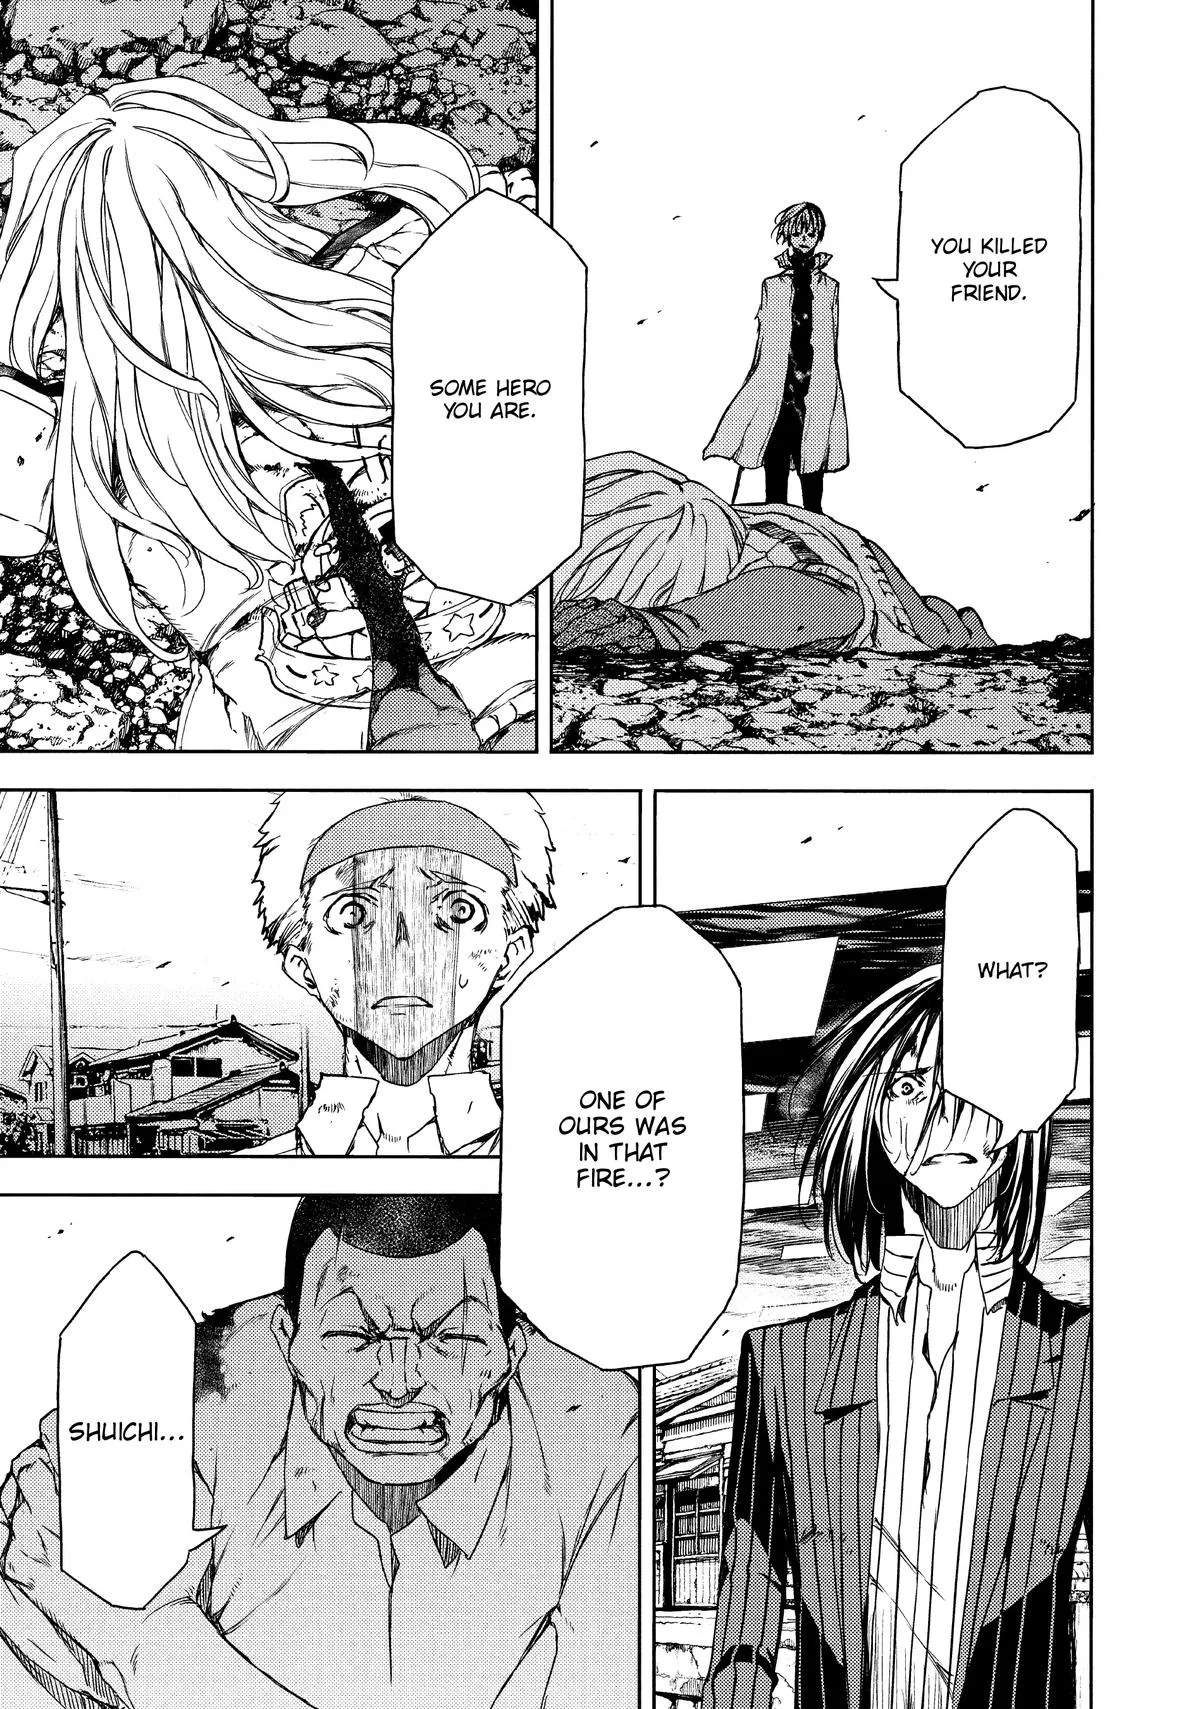 YOU KILLED
YOUR
FRIEND.
SOME HERO
YOU ARE.
WHAT?
ONE OF
OURS WAS
IN THAT
FIRE...?
SHUICHI...